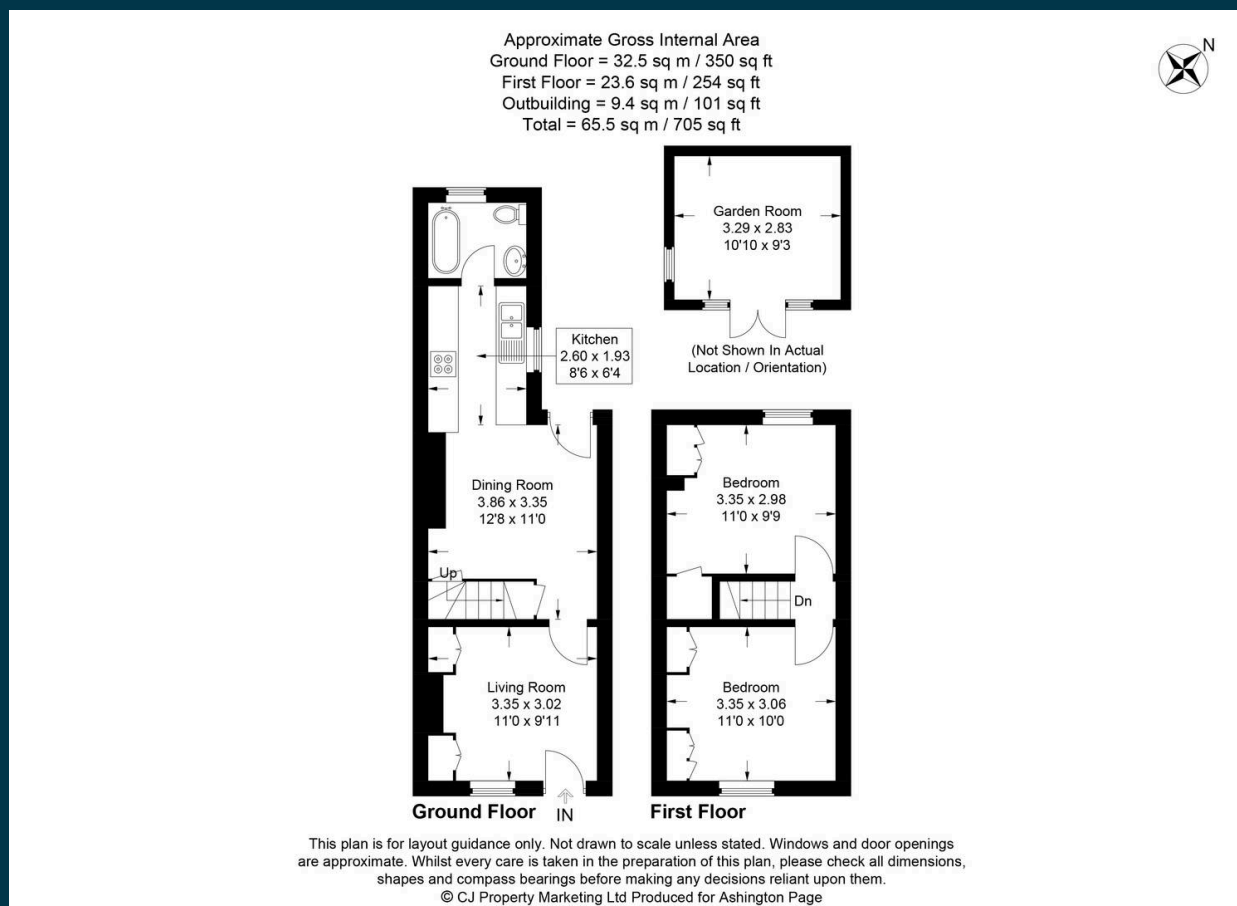 Approximate Gross Internal Area
Ground Floor = 32.5 sq m / 350 sq ft
First Floor = 23.6 sq m / 254 sq ft
Outbuilding = 9.4 sq m / 101 sq ft
Total = 65.5 sq m / 705 sq ft
N
Garden Room
3.29 x 2.83
10'10 x 9'3
(Not Shown In Actual
Location / Orientation)
Kitchen
2.60 x 1.93
8'6 x 6'4
Dining Room
3.86 x 3.35
12'8 x 11'0
Up
Living Room
3.35 x 3.02
11'0 x 9'11
Ground Floor
IN
Bedroom
3.35 x 2.98
11'0 x 9'9
Dn
Bedroom
3.35 x 3.06
11'0 x 10'0
First Floor
This plan is for layout guidance only. Not drawn to scale unless stated. Windows and door openings
are approximate. Whilst every care is taken in the preparation of this plan, please check all dimensions,
shapes and compass bearings before making any decisions reliant upon them.
© CJ Property Marketing Ltd Produced for Ashington Page